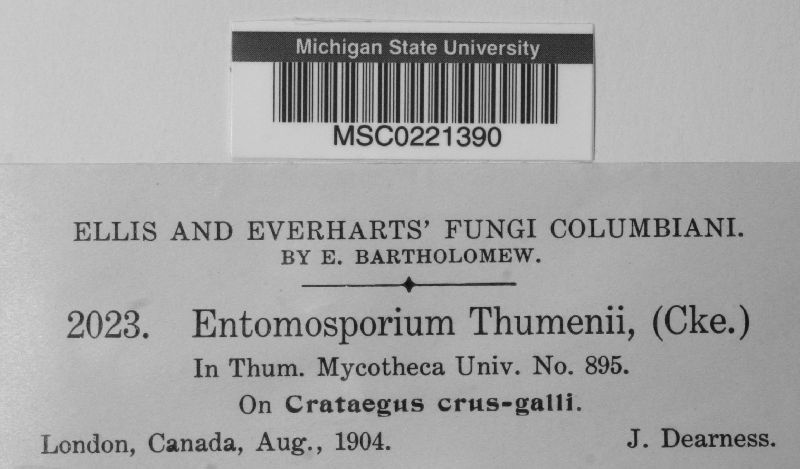 Michigan State University
MSC0221390
ELLIS AND EVERHARTS' FUNGI COLUMBIANI.
BY E. BARTHOLOMEW.
2023. Entomosporium Thumenii, (Cke.)
In Thum. Mycotheca Univ. No. 895.
On Crataegus crus-galli.
London, Canada, Aug., 1904. J. Dearness.